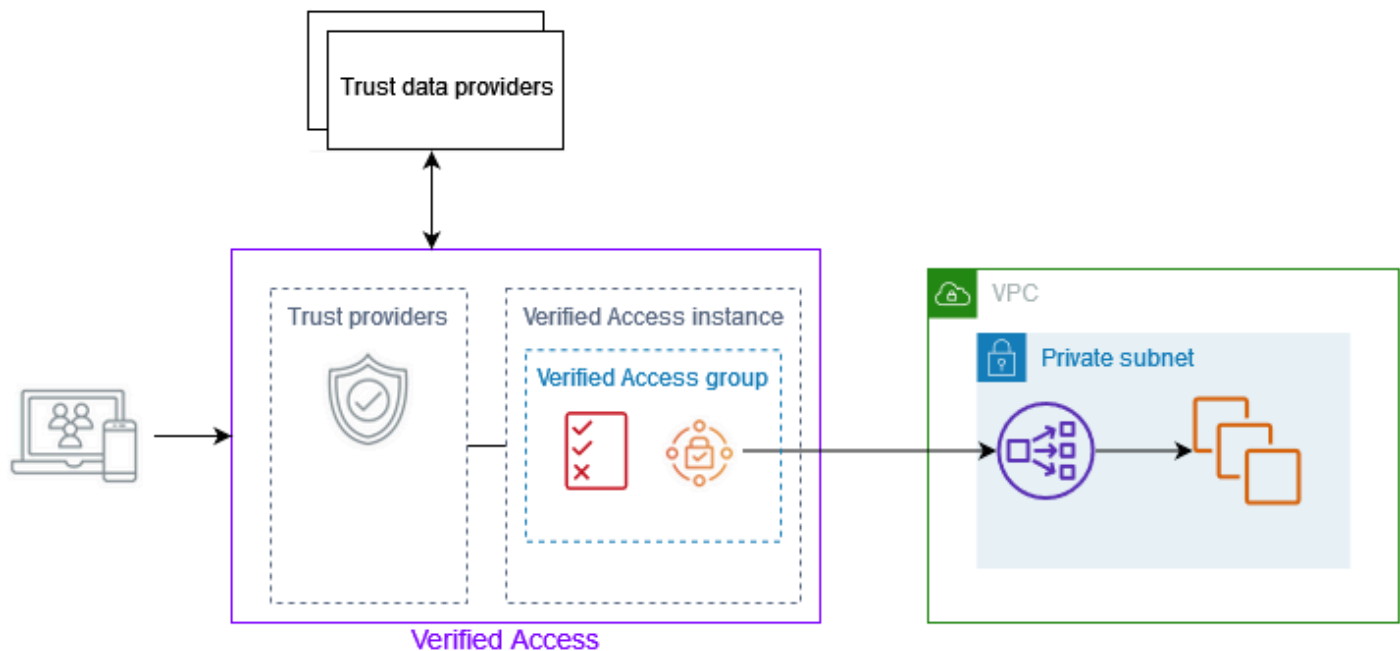 Trust data providers
Trust providers
Verified Access instance
Verified Access group
VPC
Private subnet
Verified Access